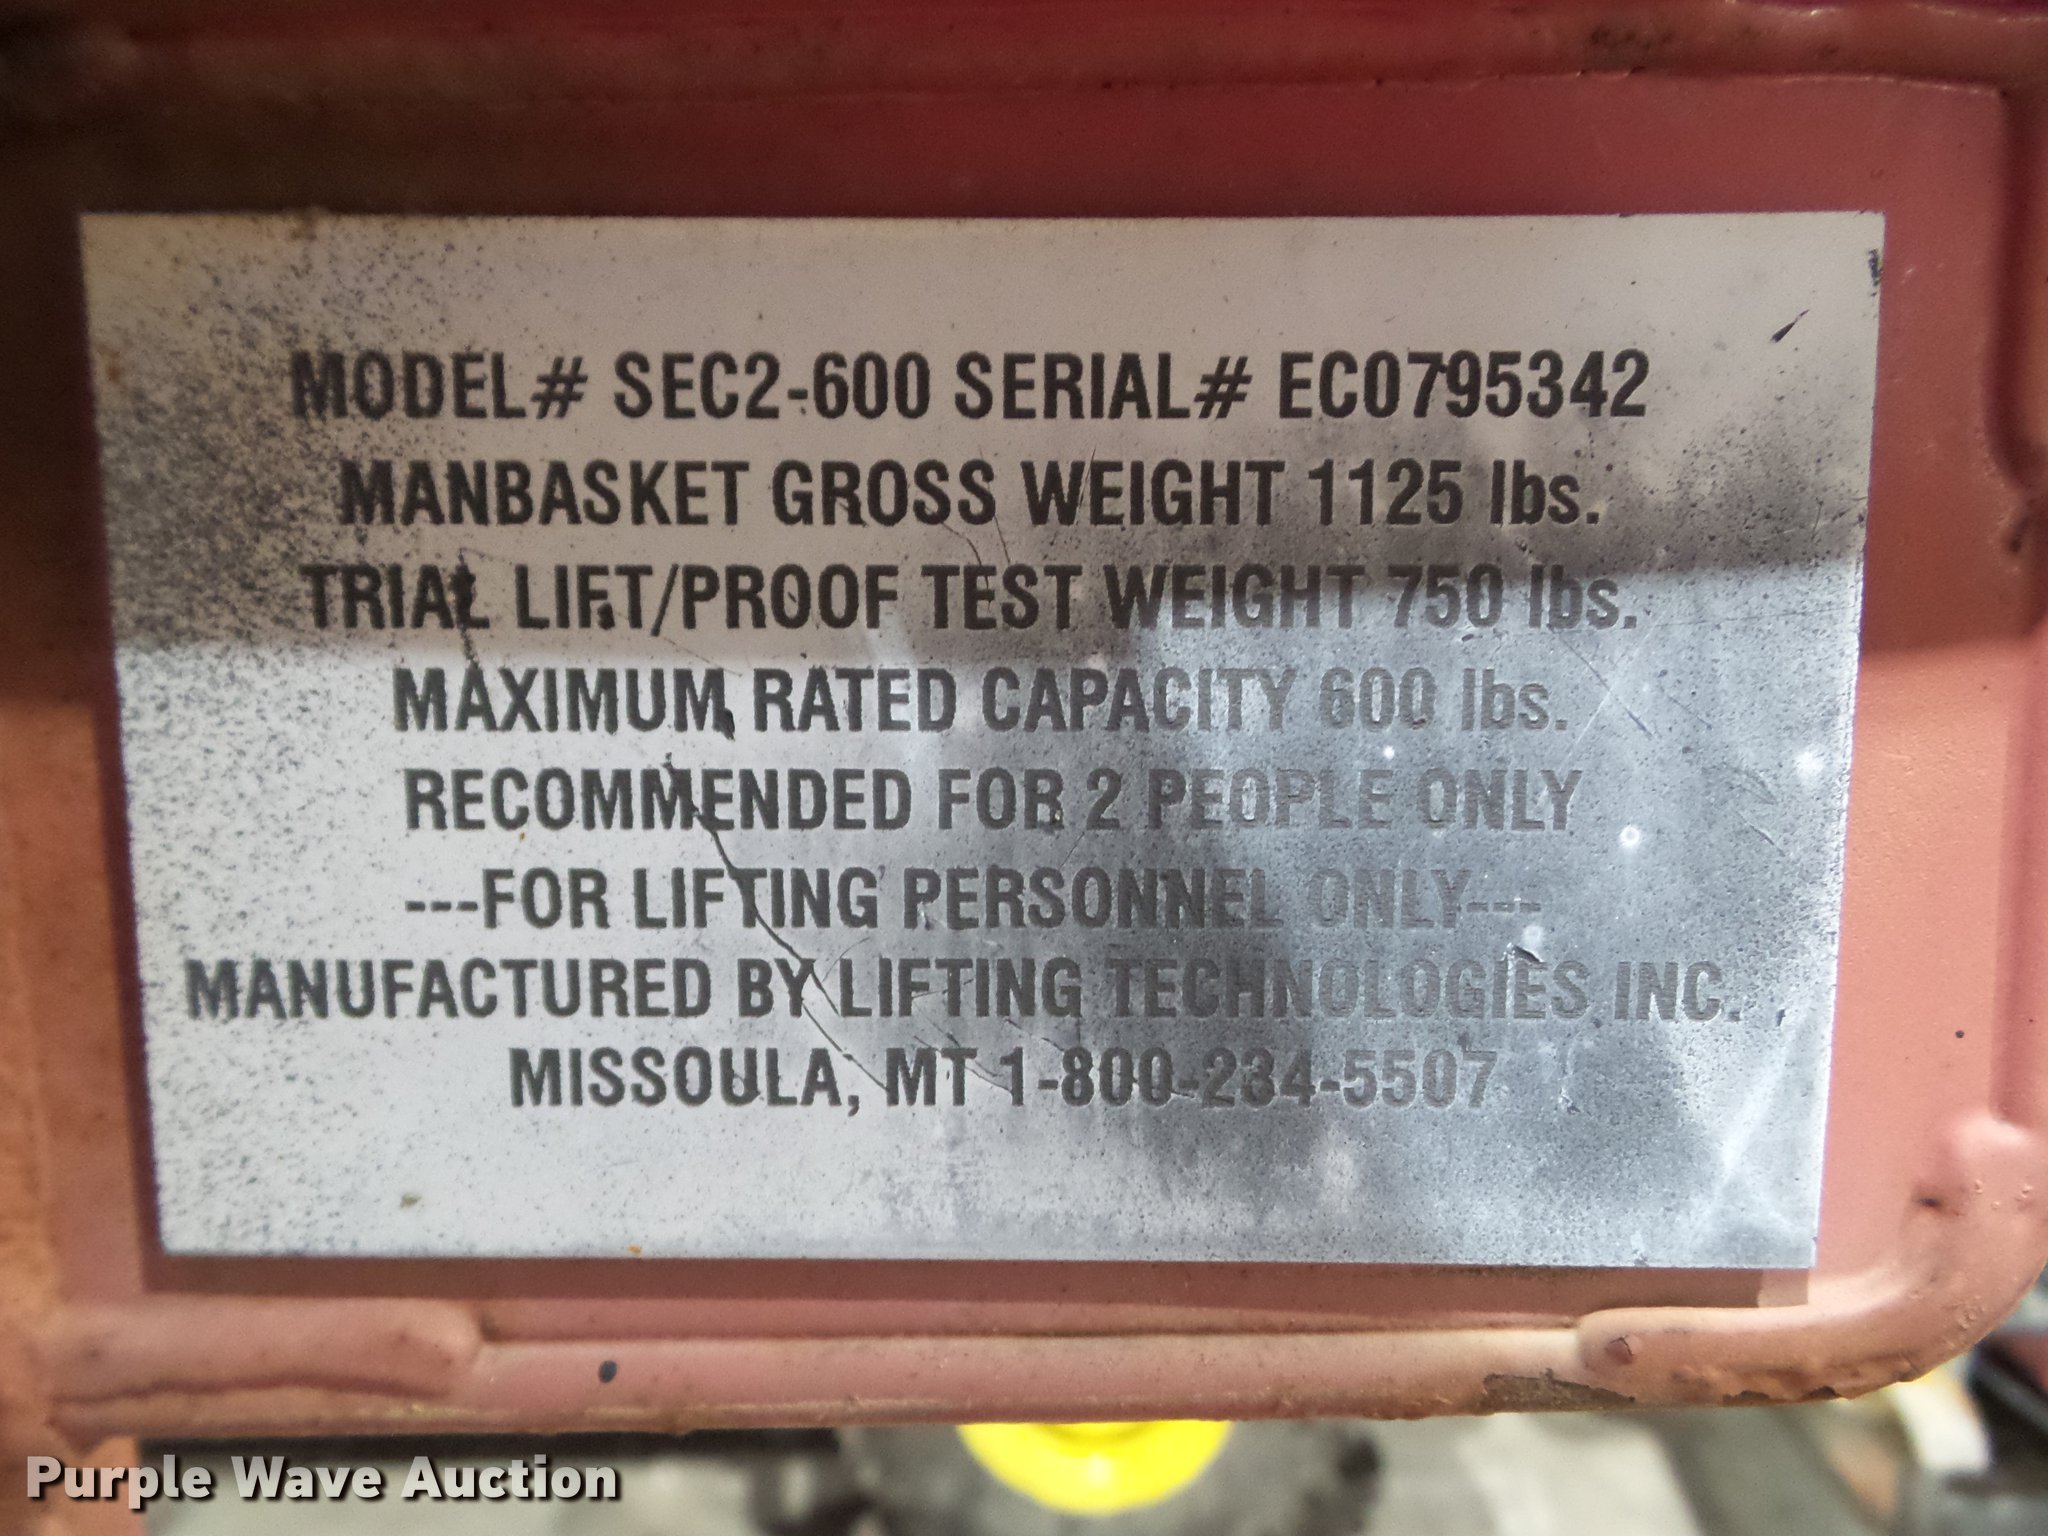 MODEL# SEC2-600 SERIAL# EC0795342
MANBASKET GROSS WEIGHT 1125 lbs.
TRIAL LIFT/PROOF TEST WEIGHT 750 lbs.
MAXIMUM RATED CAPACITY 600 lbs.
RECOMMENDED FOR 2 PEOPLE ONLY
---FOR LIFTING PERSONNEL ONLY---
MANUFACTURED BY LIFTING TECHNOLOGIES INC.
MISSOULA, MT 1-800-234-5507
Purple Wave Auction